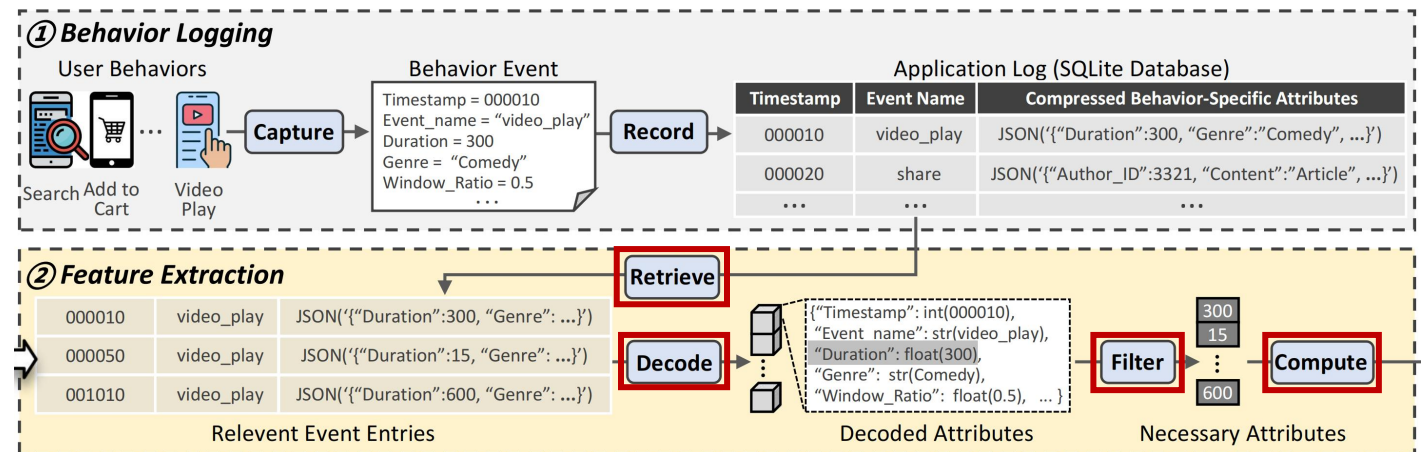 ① Behavior Logging
User Behaviors
Search
Add to
Cart
...
Video
Play
Capture
Behavior Event
Timestamp = 000010
Event_name = “video_play”
Duration = 300
Genre = “Comedy”
Window_Ratio = 0.5
...
Record
Application Log (SQLite Database)
Timestamp Event Name Compressed Behavior-Specific Attributes
000010 video_play JSON(‘{“Duration”:300, “Genre”:”Comedy”, ...}’)
000020 share JSON(‘{“Author_ID”:3321, “Content”:”Article”, ...}’)
... ... ...
② Feature Extraction
Retrieve
000010 video_play JSON(‘{“Duration”:300, “Genre”: ...}’)
000050 video_play JSON(‘{“Duration”:15, “Genre”: ...}’)
001010 video_play JSON(‘{“Duration”:600, “Genre”: ...}’)
Relevent Event Entries
Decode
{“Timestamp”: int(000010),
“Event_name”: str(video_play),
“Duration”: float(300),
“Genre”: str(Comedy),
“Window_Ratio”: float(0.5), ... }
Decoded Attributes
Filter
300
15
⋮
600
Necessary Attributes
Compute